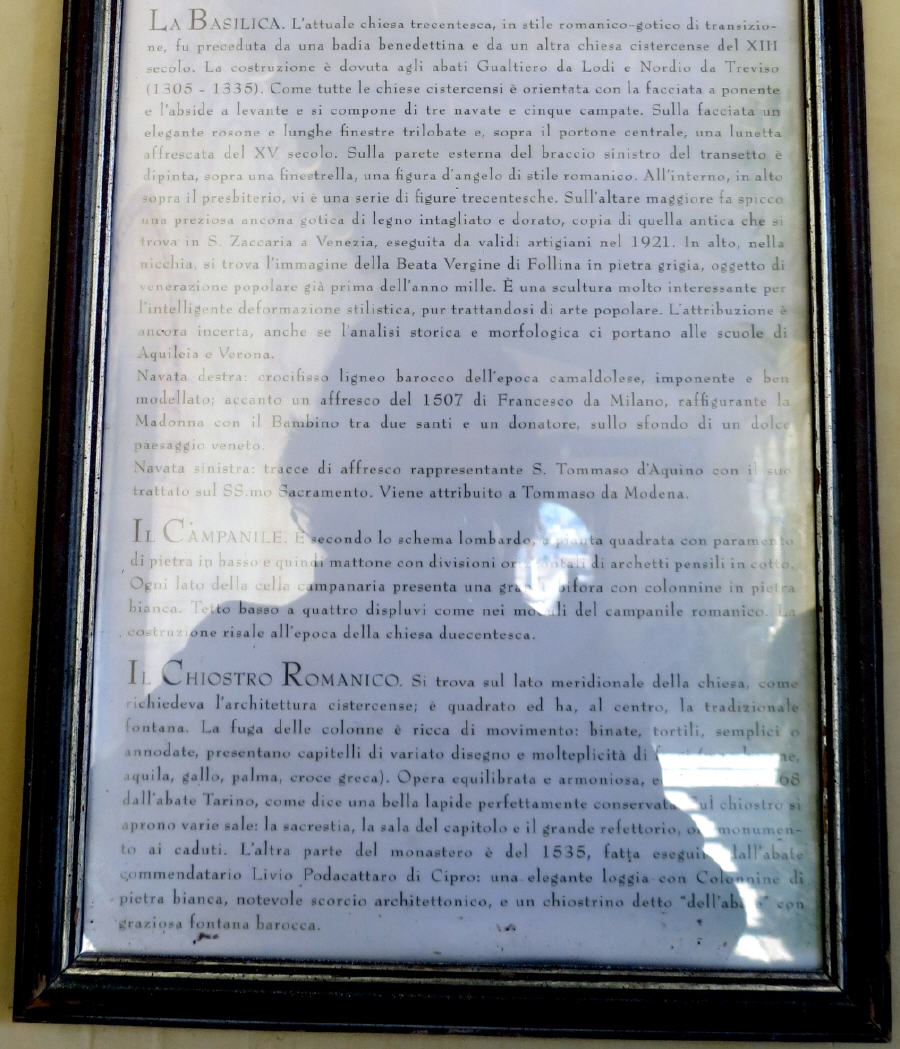 LA BASILICA. L'attuale chiesa trecentesca, in stile romanico-gotico di transizio-
ne, fu preceduta da una badia benedettina e da un altra chiesa cistercense del XIII
secolo. La costruzione è dovuta agli abati Gualtiero da Lodi e Nordio da Treviso
(1305 - 1335). Come tutte le chiese cistercensi è orientata con la facciata a ponente
e l'abside a levante e si compone di tre navate e cinque campate. Sulla facciata un
elegante rosone e lunghe finestre trilobate e, sopra il portone centrale, una lunetta
affrescata del XV secolo. Sulla parete esterna del braccio sinistro del transetto è
dipinta, sopra una finestrella, una figura d'angelo di stile romanico. All'interno, in alto
sopra il presbiterio, vi è una serie di figure trecentesche. Sull'altare maggiore fa spicco
una preziosa ancona gotica di legno intagliato e dorato, copia di quella antica che si
trova in S. Zaccaria a Venezia, eseguita da validi artigiani nel 1921. In alto, nella
nicchia, si trova l'immagine della Beata Vergine di Follina in pietra grigia, oggetto di
venerazione popolare già prima dell'anno mille. È una scultura molto interessante per
l'intelligente deformazione stilistica, pur trattandosi di arte popolare. L'attribuzione è
ancora incerta, anche se l'analisi storica e morfologica ci portano alle scuole di
Aquileia e Verona.
Navata destra: crocifisso ligneo barocco dell'epoca camaldolese, imponente e ben
modellato; accanto un affresco del 1507 di Francesco da Milano, raffigurante la
Madonna con il Bambino tra due santi e un donatore, sullo sfondo di un dolce
paesaggio veneto.
Navata sinistra: tracce di affresco rappresentante S. Tommaso d'Aquino con il suo
trattato sul SS.mo Sacramento. Viene attribuito a Tommaso da Modena.
IL CAMPANILE. È secondo lo schema lombardo, a pianta quadrata con paramento
di pietra in basso e quindi mattone con divisioni orizzontali di archetti pensili in cotto.
Ogni lato della cella campanaria presenta una grande bifora con colonnine in pietra
bianca. Tetto basso a quattro displuvi come nei moduli del campanile romanico. La
costruzione risale all'epoca della chiesa duecentesca.
IL CHIOSTRO ROMANICO. Si trova sul lato meridionale della chiesa, come
richiedeva l'architettura cistercense; è quadrato ed ha, al centro, la tradizionale
fontana. La fuga delle colonne è ricca di movimento: binate, tortili, semplici o
annodate, presentano capitelli di variato disegno e molteplicità di
aquila, gallo, palma, croce greca). Opera equilibrata e armoniosa,
dall'abate Tarino, come dice una bella lapide perfettamente conservata. Sul chiostro si
aprono varie sale: la sacrestia, la sala del capitolo e il grande refettorio, ora monumen-
to ai caduti. L'altra parte del monastero è del 1535, fatta eseguire dall'abate
commendatario Livio Podacattaro di Cipro: una elegante loggia con Colonnine di
pietra bianca, notevole scorcio architettonico, e un chiostrino detto "dell'abate" con
graziosa fontana barocca.